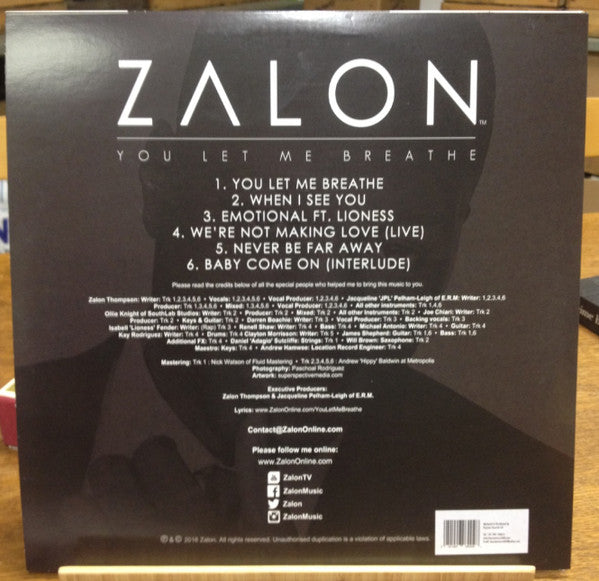 ZALON™
YOU LET ME BREATHE
1. YOU LET ME BREATHE
2. WHEN I SEE YOU
3. EMOTIONAL FT. LIONESS
4. WE'RE NOT MAKING LOVE (LIVE)
5. NEVER BE FAR AWAY
6. BABY COME ON (INTERLUDE)
Please read the credits below of all the special people who helped me to bring this music to you.
Zalon Thompson: Writer: Trk 1,2,3,4,5,6 • Vocals: 1,2,3,4,5,6 • Vocal Producer: 1,2,3,4,6 • Jacqueline 'JPL' Pelham-Leigh of E.R.M: Writer: 1,2,3,4,6
Producer: Trk 1,3,4,5,6 • Mixed: 1,3,4,5,6 • Vocal Producer: 1,2,3,4,6 • All other instruments: Trk 1,4,6
Ollie Knight of SouthLab Studios: Writer: Trk 2 • Producer: Trk 2 • Mixed: Trk 2 • All other instruments: Trk 2 • Joe Chiari: Writer: Trk 2
Producer: Trk 2 • Keys & Guitar: Trk 2 • Darren Boachie: Writer: Trk 3 • Vocal Producer: Trk 3 • Backing vocals: Trk 3
Isabell 'Lioness' Fender: Writer (Rap) Trk 3 • Renell Shaw: Writer: Trk 4 • Bass: Trk 4 • Michael Antonio: Writer: Trk 4 • Guitar: Trk 4
Kay Rodriguez: Writer: Trk 4 • Drums: Trk 4 • Clayton Morrisson: Writer: Trk 5 • James Shepherd: Guitar: Trk 1,6 • Bass: Trk 1,6
Additional FX: Trk 4 • Daniel 'Adagio' Sutcliffe: Strings: Trk 1 • Will Brown: Saxophone: Trk 2
Maestro: Keys: Trk 4 • Andrew Hamwee: Location Record Engineer: Trk 4
Mastering: Trk 1 : Nick Watson of Fluid Mastering • Trk 2,3,4,5,6 : Andrew 'Hippy' Baldwin at Metropolis
Photography: Paschoal Rodriguez
Artwork: superspectivemedia.com
Executive Producers:
Zalon Thompson & Jacqueline Pelham-Leigh of E.R.M.
Lyrics: www.ZalonOnline.com/YouLetMeBreathe
Contact@ZalonOnline.com
Please follow me online:
www.ZalonOnline.com
You Tube ZalonTV
f ZalonMusic
Zalon
ZalonMusic
℗ & © 2016 Zalon. All rights reserved. Unauthorised duplication is a violation of applicable laws.